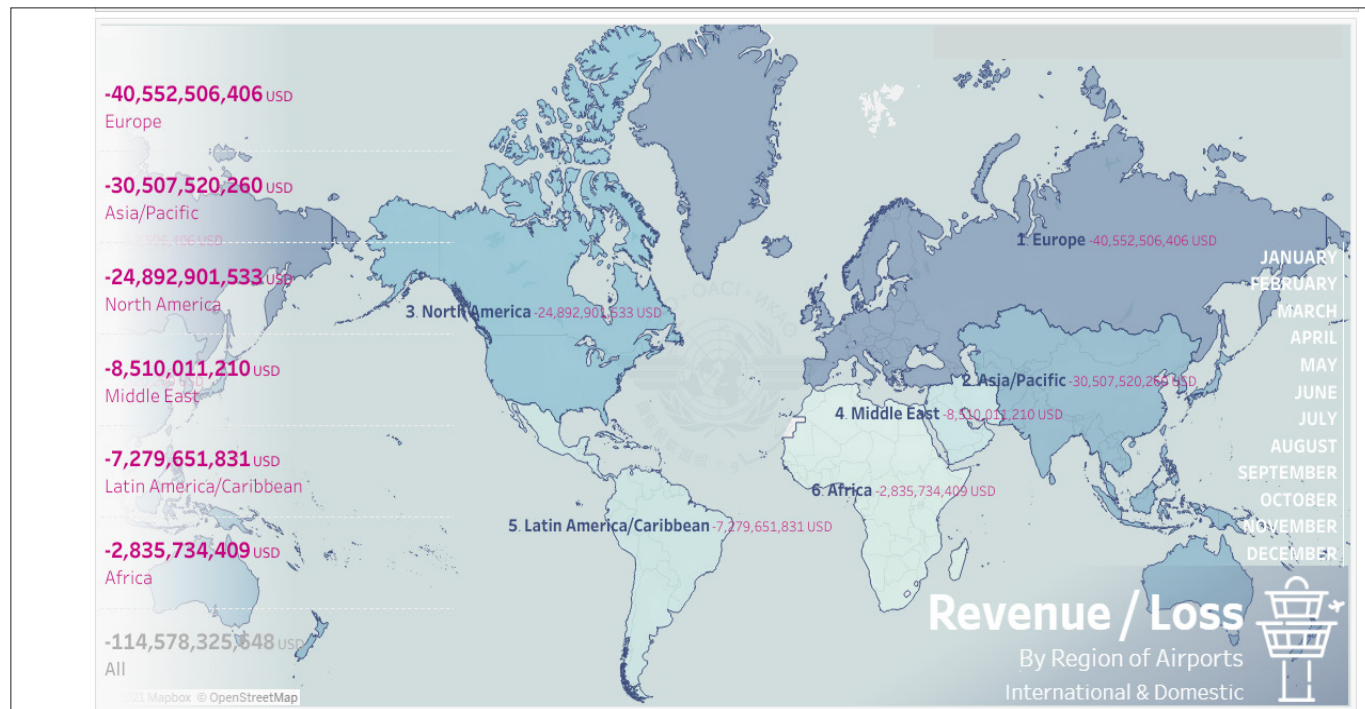 -40,552,506,406 USD
Europe
-30,507,520,260 USD
Asia/Pacific
-24,892,901,533 USD
North America
-8,510,011,210 USD
Middle East
-7,279,651,831 USD
Latin America/Caribbean
-2,835,734,409 USD
Africa
-114,578,325,648 USD
All
2021 Mapbox © OpenStreetMap
1. Europe -40,552,506,406 USD
3. North America -24,892,901,533 USD
2. Asia/Pacific -30,507,520,260 USD
4. Middle East -8,510,011,210 USD
6. Africa -2,835,734,409 USD
5. Latin America/Caribbean -7,279,651,831 USD
OACI · ИКАО
JANUARY
FEBRUARY
MARCH
APRIL
MAY
JUNE
JULY
AUGUST
SEPTEMBER
OCTOBER
NOVEMBER
DECEMBER
Revenue / Loss
By Region of Airports
International & Domestic